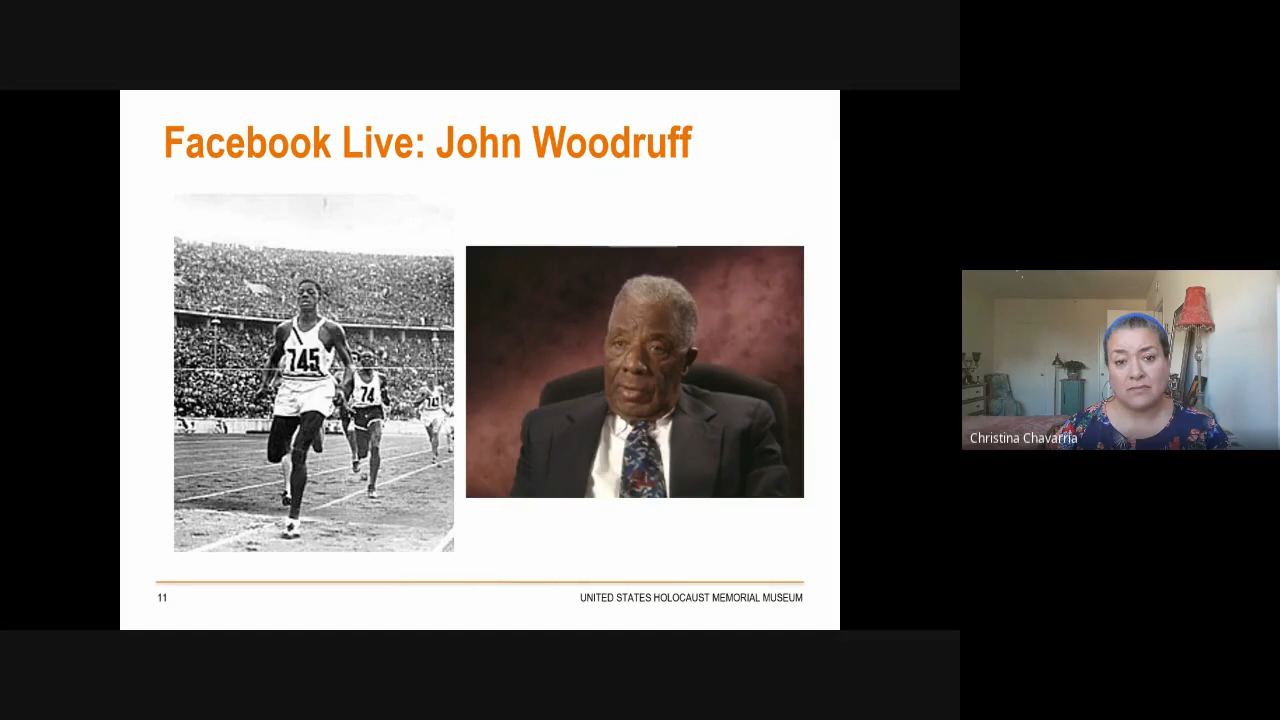 Facebook Live: John Woodruff
745
74
11
UNITED STATES HOLOCAUST MEMORIAL MUSEUM
Christina Chavarria